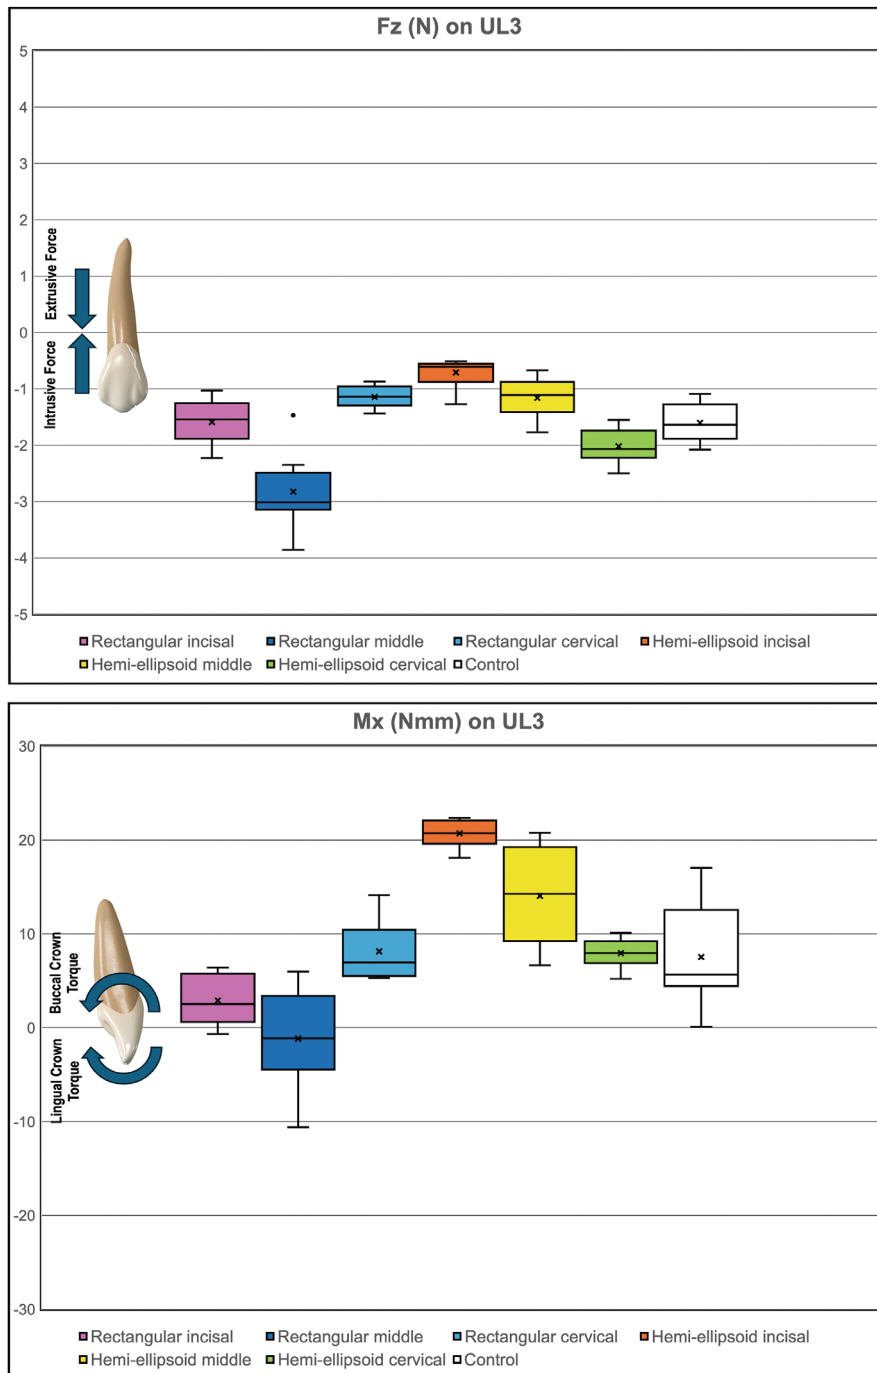 Fz (N) on UL3
5
4
3
2
1
0
-1
-2
-3
-4
-5
Extrusive Force
Intrusive Force
Rectangular incisal
Rectangular middle
Rectangular cervical
Hemi-ellipsoid incisal
Hemi-ellipsoid middle
Hemi-ellipsoid cervical
Control
Mx (Nmm) on UL3
30
20
10
0
-10
-20
-30
Buccal Crown
Torque
Lingual Crown
Torque
Rectangular incisal
Rectangular middle
Rectangular cervical
Hemi-ellipsoid incisal
Hemi-ellipsoid middle
Hemi-ellipsoid cervical
Control